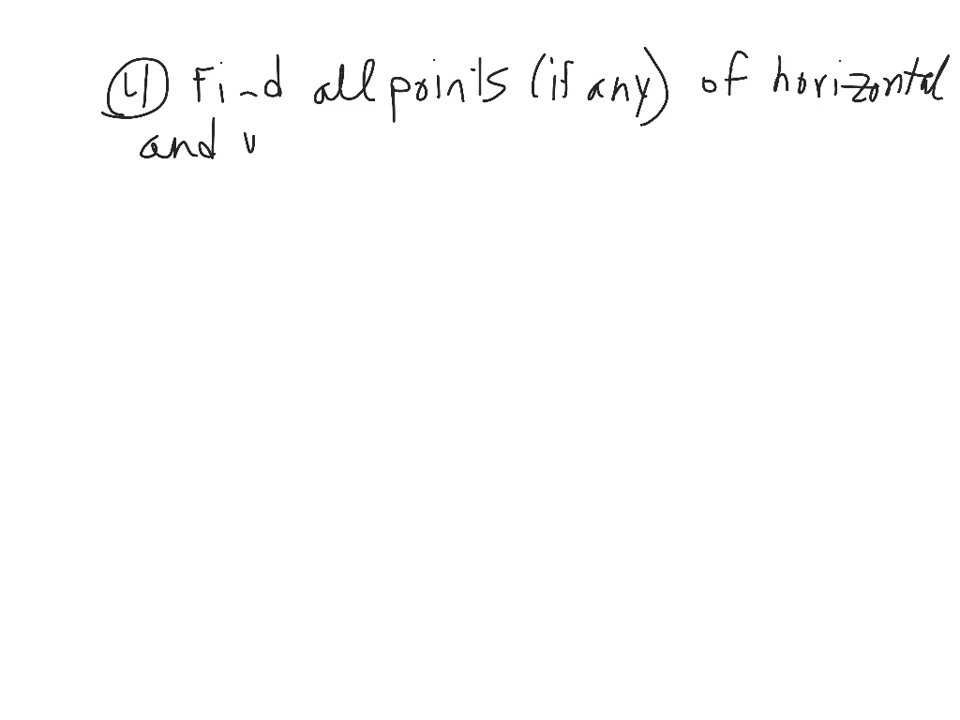 ④ Find all points (if any) of horizontal
and v